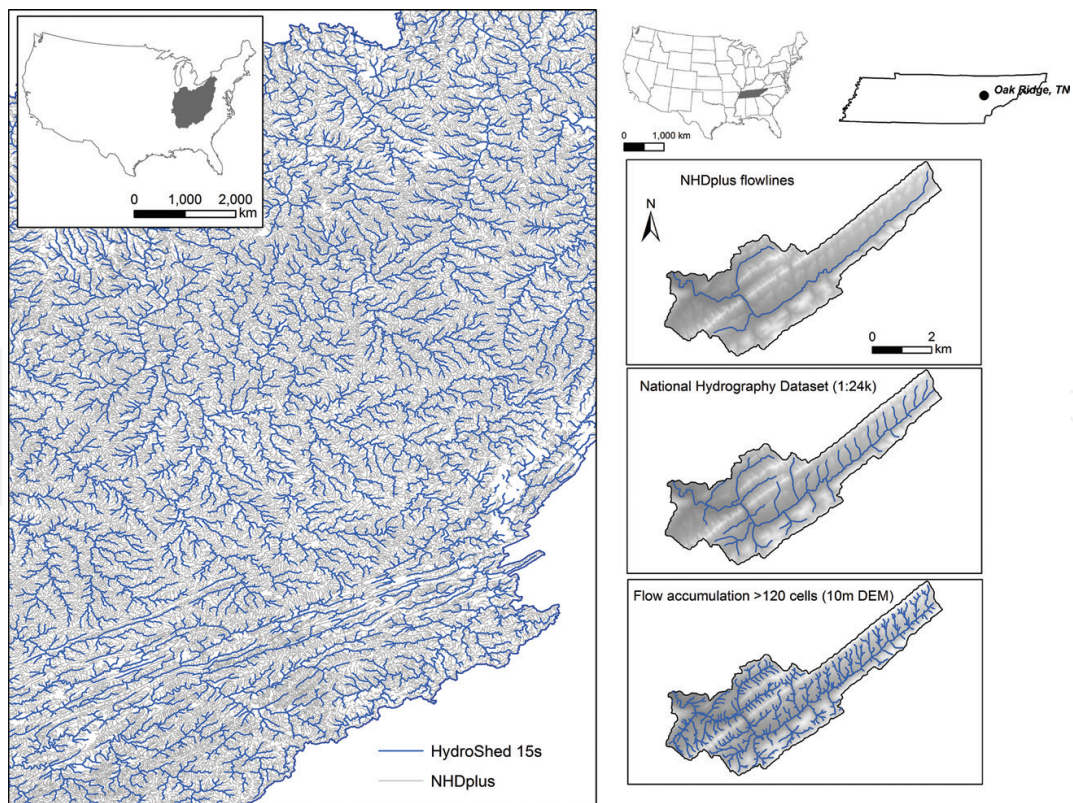 0 1,000 2,000
km
HydroShed 15s
NHDplus
0 1,000 km
Oak Ridge, TN
NHDplus flowlines
N
0 2
km
National Hydrography Dataset (1:24k)
Flow accumulation >120 cells (10m DEM)